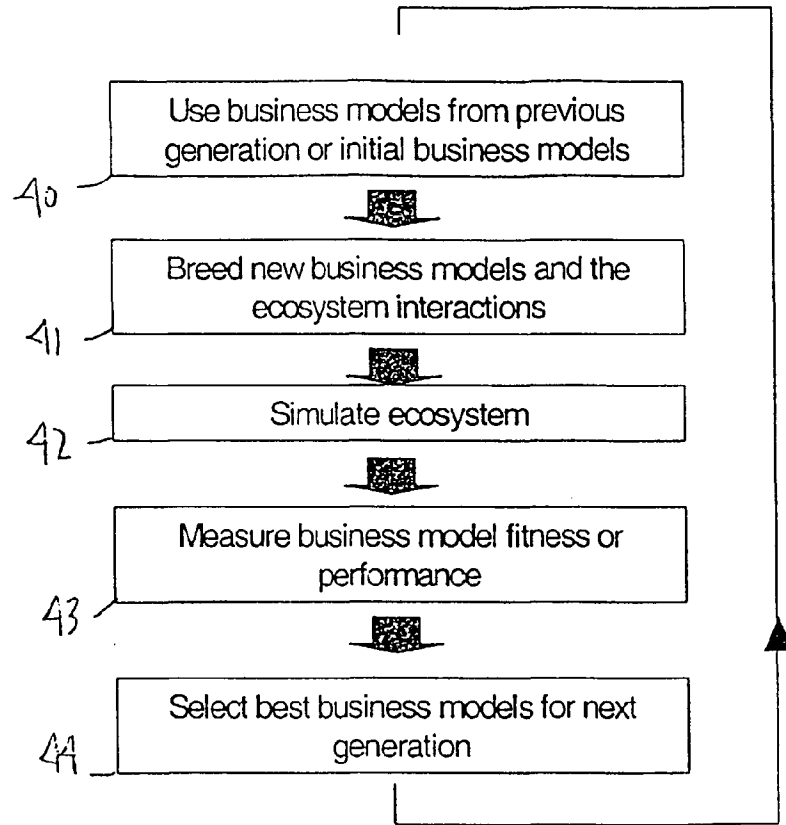 Use business models from previous
generation or initial business models
40
Breed new business models and the
ecosystem interactions
41
Simulate ecosystem
42
Measure business model fitness or
performance
43
Select best business models for next
generation
44